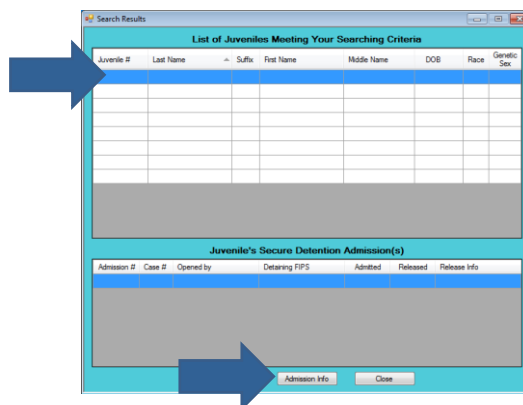 Search Results
List of Juveniles Meeting Your Searching Criteria
Juvenile # Last Name Suffix First Name Middle Name DOB Race Genetic Sex
Juvenile's Secure Detention Admission(s)
Admission # Case # Opened by Detaining FIPS Admitted Released Release Info
Admission Info Close